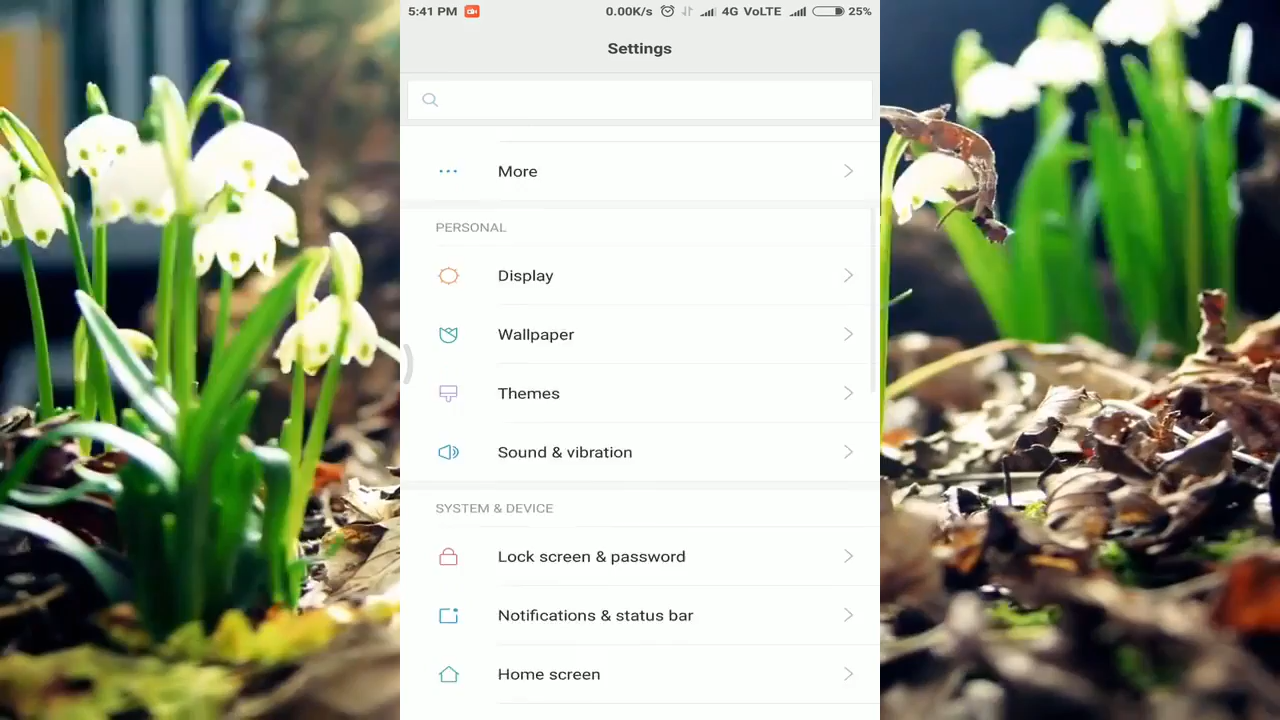 5:41 PM 0.00K/s 4G VoLTE 25%
Settings
More
PERSONAL
Display
Wallpaper
Themes
Sound & vibration
SYSTEM & DEVICE
Lock screen & password
Notifications & status bar
Home screen